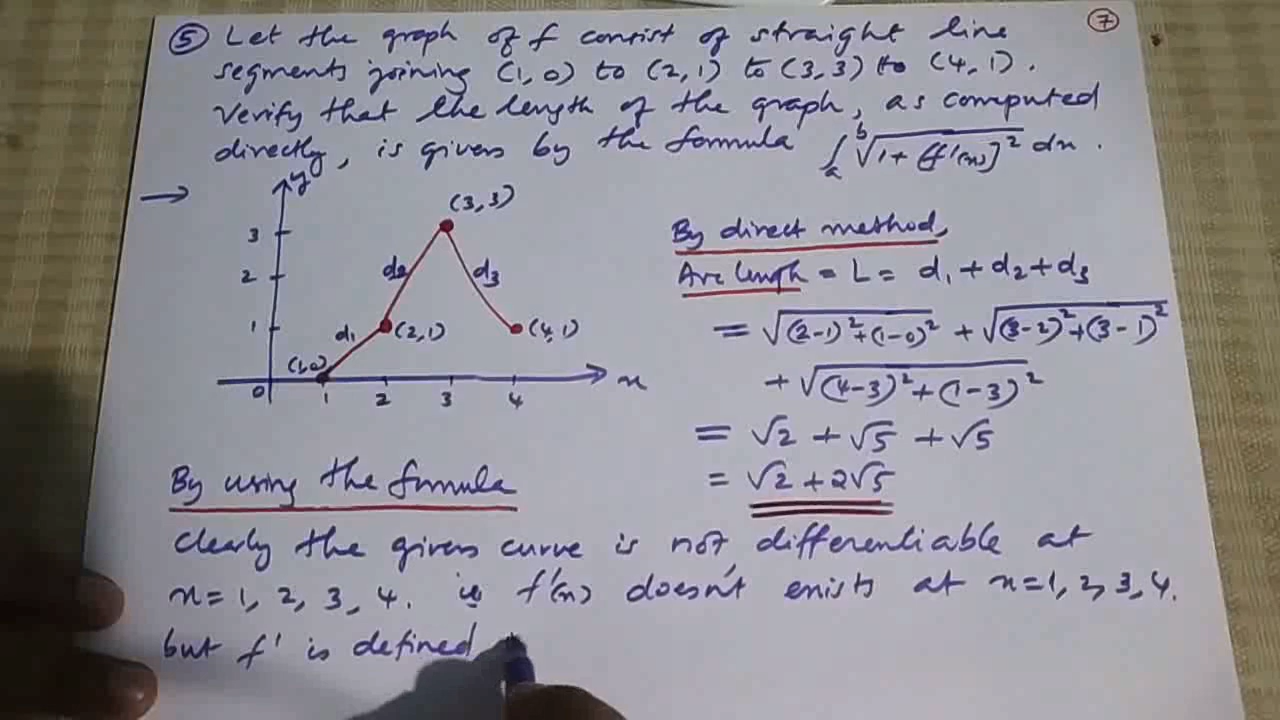 ⑤ Let the graph of f consist of straight line
⑦
segments joining (1,0) to (2,1) to (3,3) to (4,1).
Verify that the length of the graph, as computed
directly, is given by the formula ∫ₐᵇ √(1+[f'(x)]²) dx.
→
y
3
2
1
0
1
2
3
4
x
(1,0)
d₁
(2,1)
d₂
(3,3)
d₃
(4,1)
By direct method,
Arc length = L = d₁ + d₂ + d₃
= √((2-1)²+(1-0)²) + √((3-2)²+(3-1)²)
+ √((4-3)²+(1-3)²)
= √2 + √5 + √5
= √2 + 2√5
By using the formula
Clearly the given curve is not differentiable at
x = 1, 2, 3, 4. ie f'(x) doesn't exists at x = 1, 2, 3, 4.
but f' is defined